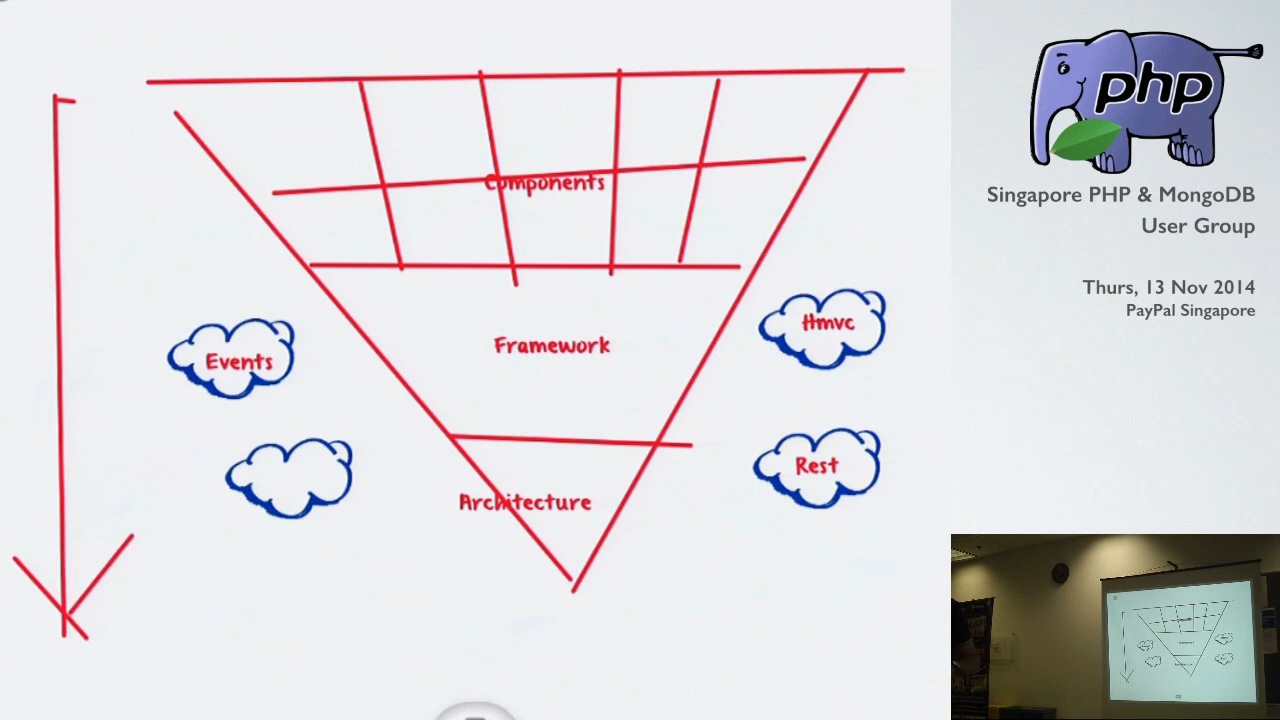 Components
Framework
Architecture
Events
Hmvc
Rest
php
Singapore PHP & MongoDB
User Group
Thurs, 13 Nov 2014
PayPal Singapore